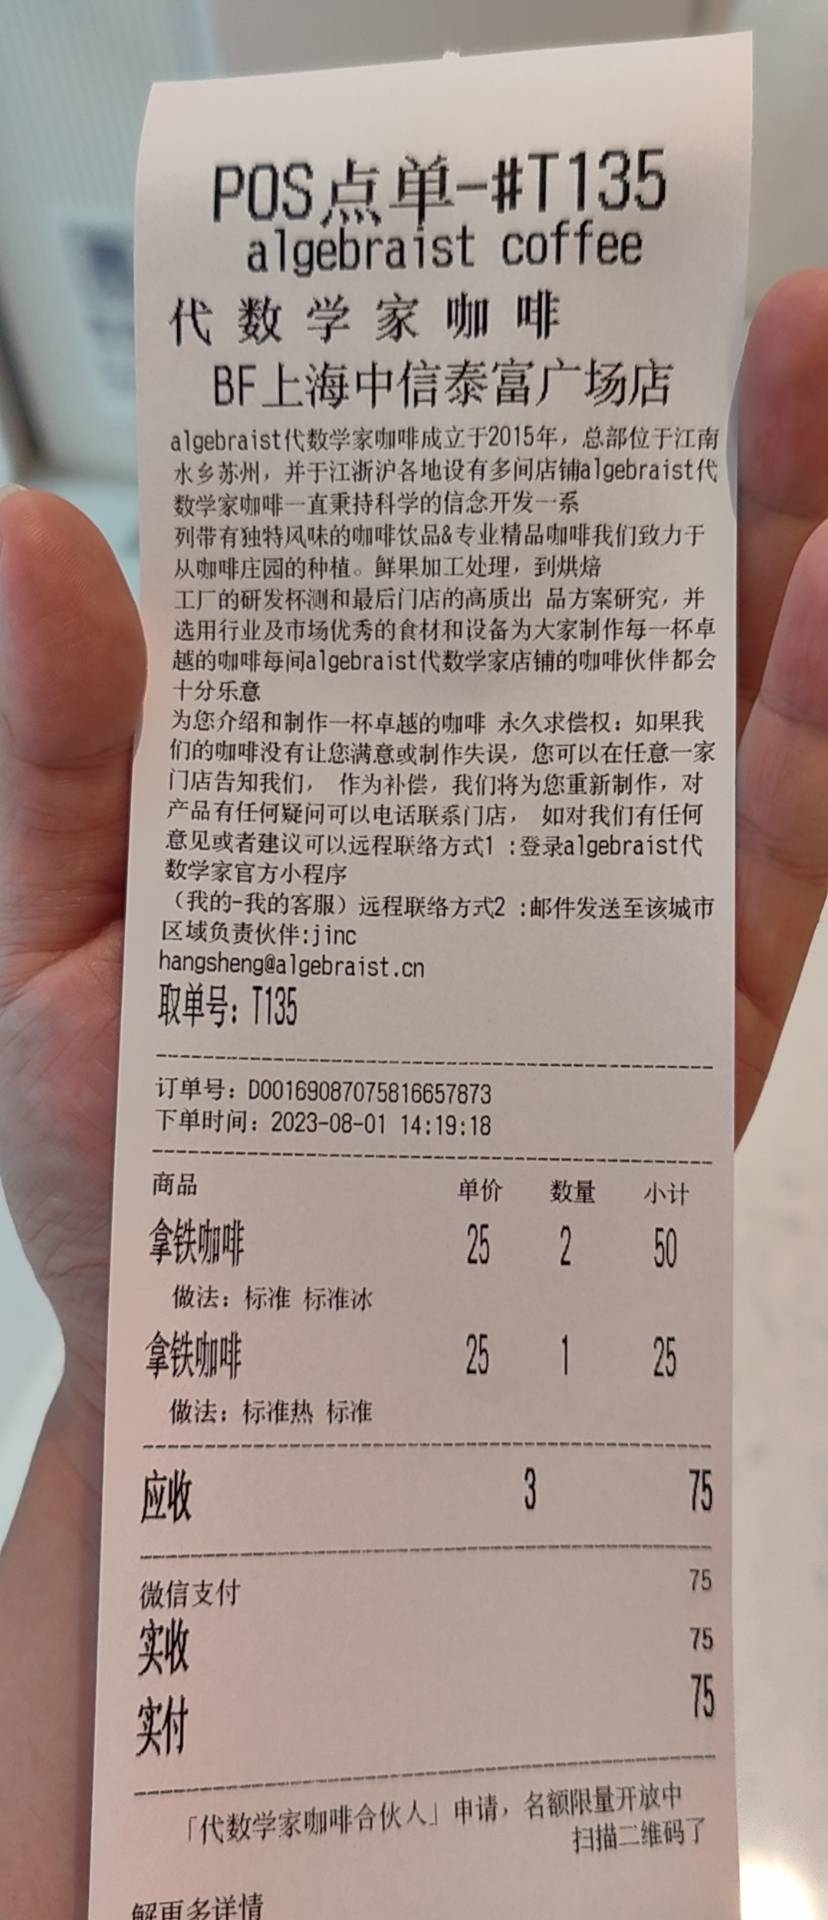 POS点单-#T135
algebraist coffee
代数学家咖啡
BF上海中信泰富广场店
algebraist代数学家咖啡成立于2015年，总部位于江南
水乡苏州，并于江浙沪各地设有多间店铺algebraist代
数学家咖啡一直秉持科学的信念开发一系
列带有独特风味的咖啡饮品&专业精品咖啡我们致力于
从咖啡庄园的种植。鲜果加工处理，到烘焙
工厂的研发杯测和最后门店的高质出 品方案研究，并
选用行业及市场优秀的食材和设备为大家制作每一杯卓
越的咖啡每间algebraist代数学家店铺的咖啡伙伴都会
十分乐意
为您介绍和制作一杯卓越的咖啡 永久求偿权：如果我
们的咖啡没有让您满意或制作失误，您可以在任意一家
门店告知我们， 作为补偿，我们将为您重新制作，对
产品有任何疑问可以电话联系门店， 如对我们有任何
意见或者建议可以远程联络方式1 :登录algebraist代
数学家官方小程序
（我的-我的客服）远程联络方式2 :邮件发送至该城市
区域负责伙伴:jinc
hangsheng@algebraist.cn
取单号：T135
订单号：D00169087075816657873
下单时间：2023-08-01 14:19:18
商品 单价 数量 小计
拿铁咖啡 25 2 50
做法：标准 标准冰
拿铁咖啡 25 1 25
做法：标准热 标准
应收 3 75
微信支付 75
实收 75
实付 75
「代数学家咖啡合伙人」申请，名额限量开放中
扫描二维码了
解更多详情